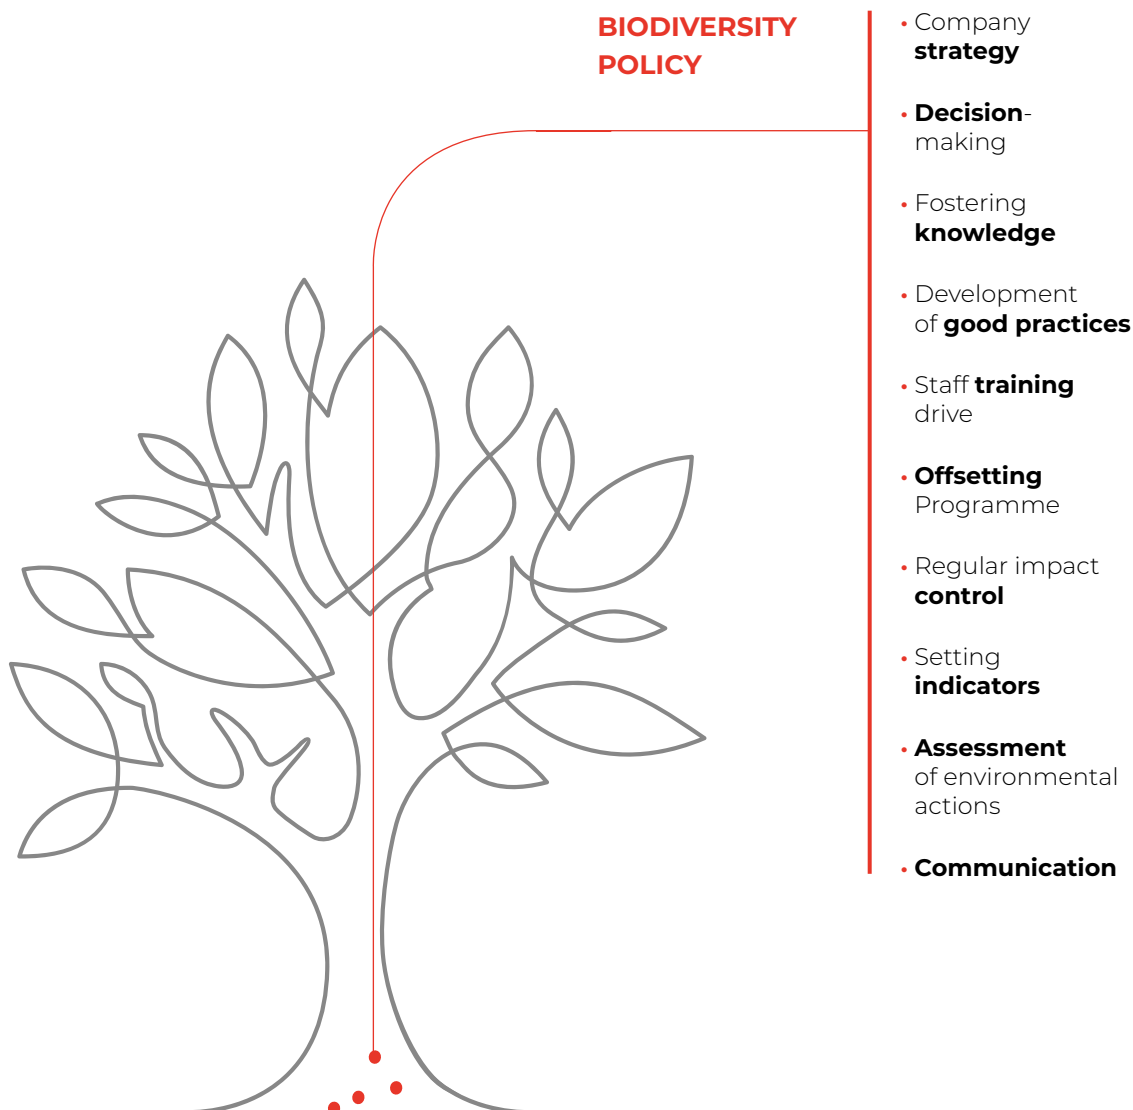 BIODIVERSITY
POLICY
• Company
strategy
• Decision-
making
• Fostering
knowledge
• Development
of good practices
• Staff training
drive
• Offsetting
Programme
• Regular impact
control
• Setting
indicators
• Assessment
of environmental
actions
• Communication